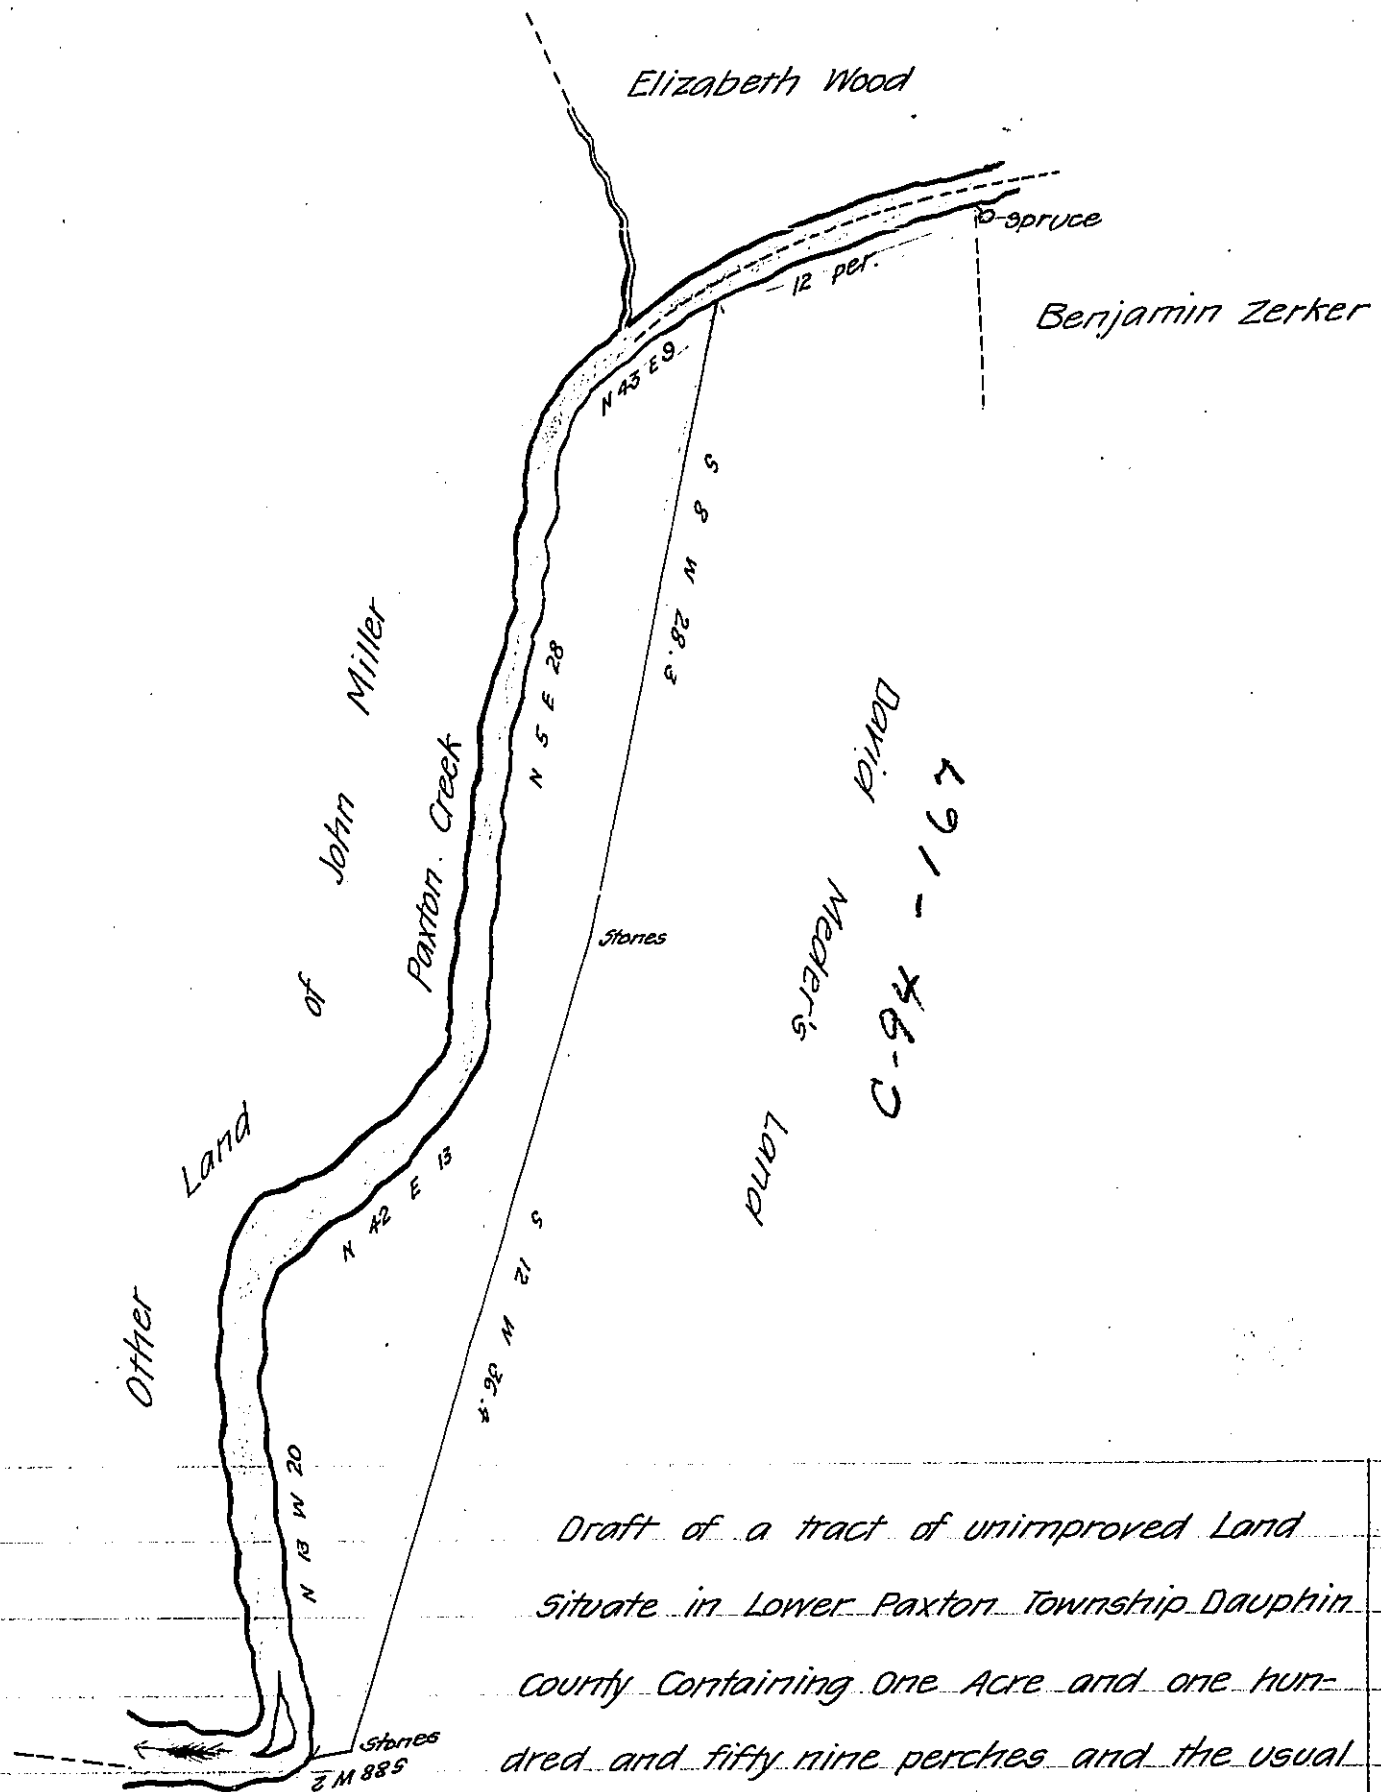 Elizabeth Wood
spruce
12 per.
Benjamin Zerker
N 43 E 9
S 8 W 28.3
N 5 E 28
Other Land of John Miller
Paxton Creek
David Meader's Land
C-94-167
Stones
N 42 E 13
S 12 W 36.4
N 13 W 20
Stones
S 88 W 2
Draft of a tract of unimproved Land
Situate in Lower Paxton Township Dauphin
County Containing One Acre and one hun-
dred and fifty nine perches and the usual